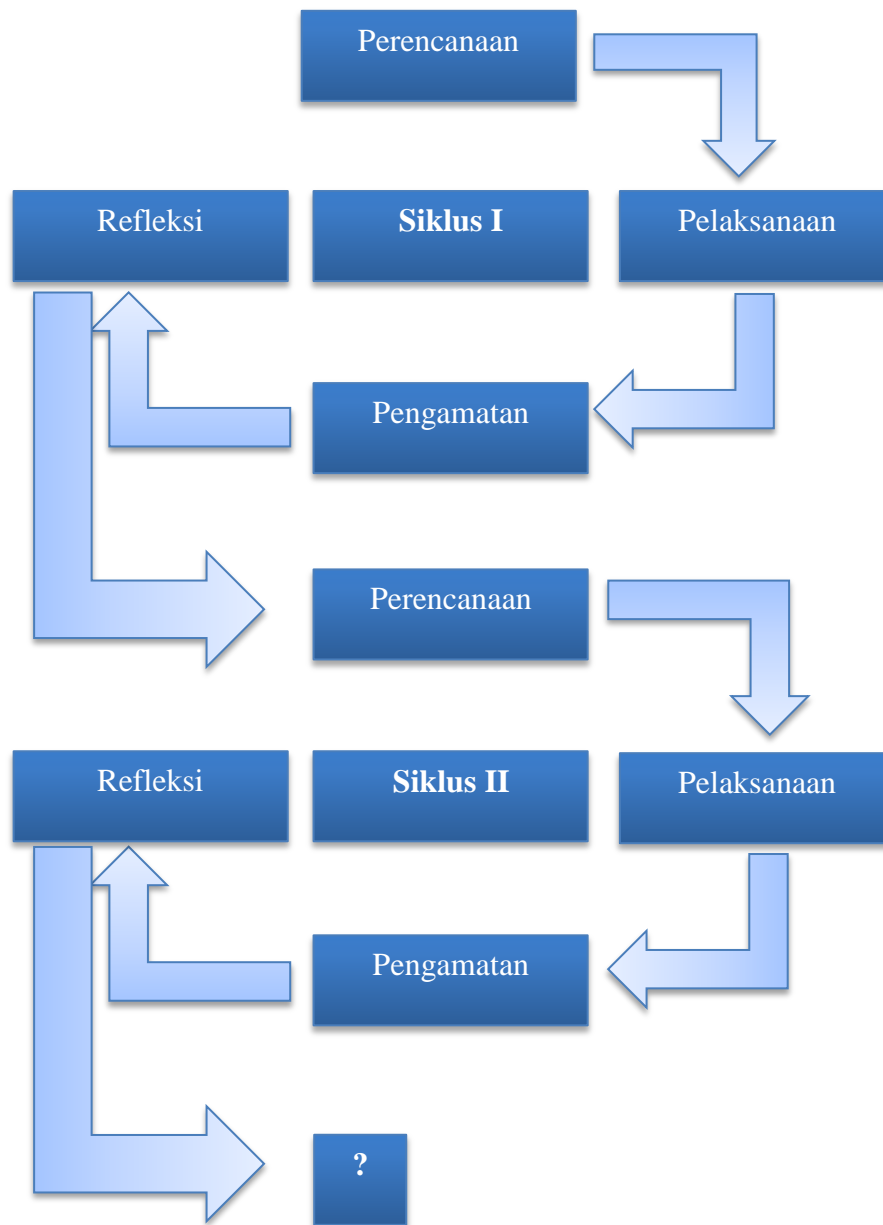 Perencanaan
Refleksi
Siklus I
Pelaksanaan
Pengamatan
Perencanaan
Refleksi
Siklus II
Pelaksanaan
Pengamatan
?